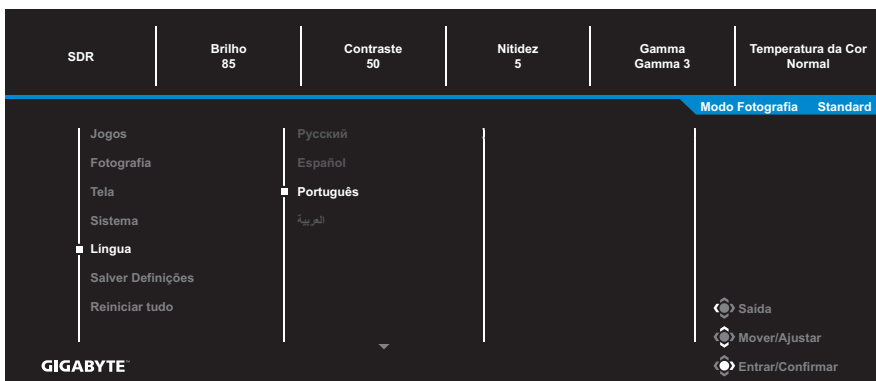 SDR
Brilho
85
Contraste
50
Nitidez
5
Gamma
Gamma 3
Temperatura da Cor
Normal
Modo Fotografia Standard
Jogos
Fotografia
Tela
Sistema
Língua
Salver Definições
Reiniciar tudo
Русский
Español
Português
العربية
Saída
Mover/Ajustar
Entrar/Confirmar
GIGABYTE™